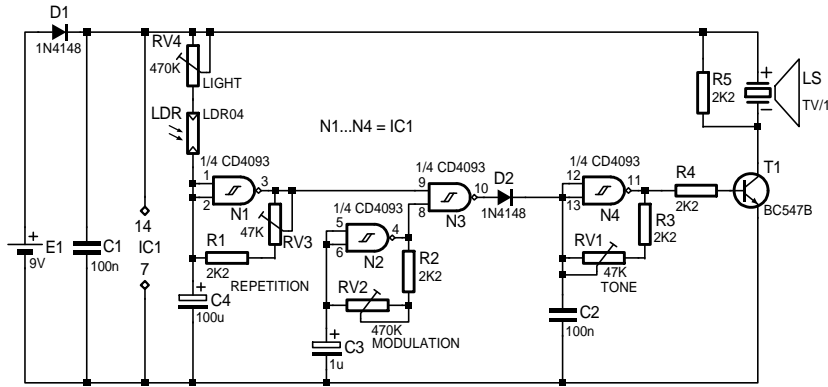 D1
1N4148
RV4
470K
LIGHT
LDR
LDR04
N1...N4 = IC1
R5
2K2
+
LS
−
TV/1
1/4 CD4093
1
2
3
N1
1/4 CD4093
5
6
4
N2
1/4 CD4093
9
8
10
N3
D2
1N4148
1/4 CD4093
12
13
11
N4
R4
2K2
T1
BC547B
14
IC1
7
+
E1
9V
C1
100n
R1
2K2
47K
RV3
REPETITION
+
C4
100u
R2
2K2
RV2
470K
MODULATION
+
C3
1u
R3
2K2
RV1
47K
TONE
C2
100n